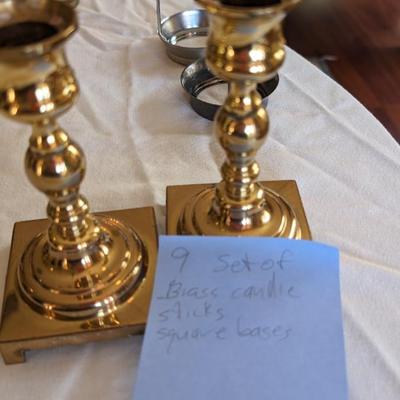 9 Set of
Brass candle
sticks
square bases